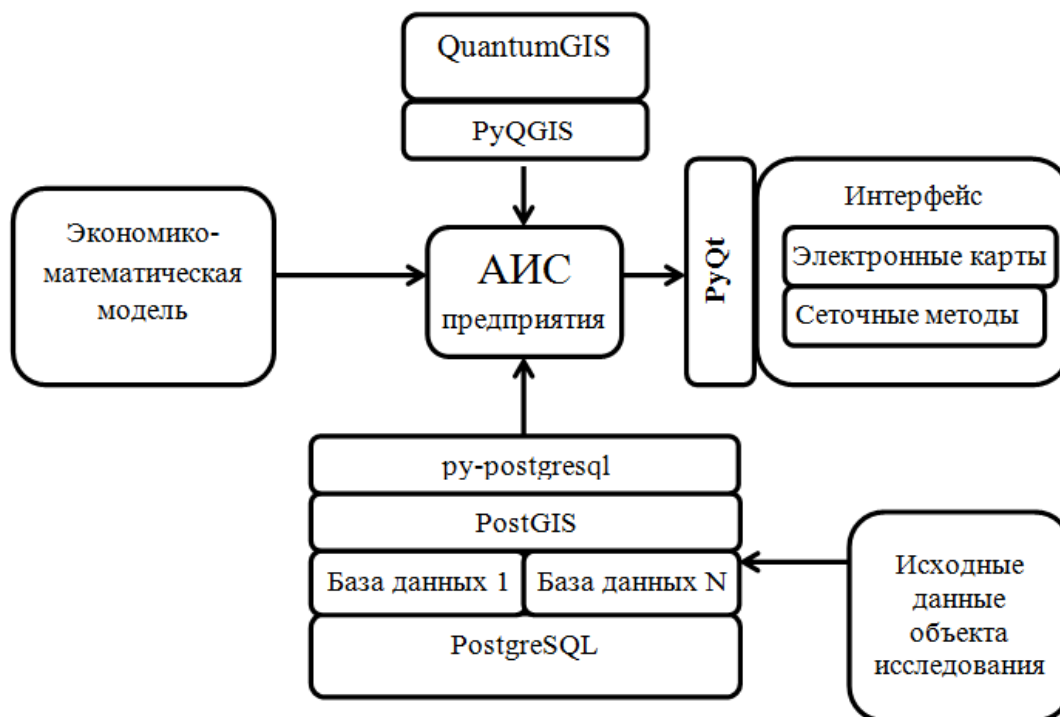 QuantumGIS
PyQGIS
Экономико-
математическая
модель
АИС
предприятия
PyQt
Интерфейс
Электронные карты
Сеточные методы
py-postgresql
PostGIS
База данных 1
База данных N
PostgreSQL
Исходные
данные
объекта
исследования